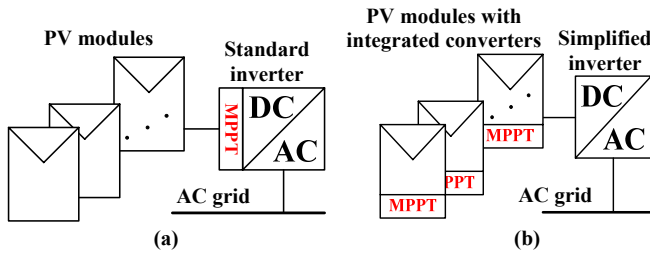 PV modules
Standard
inverter
MPPT
DC
AC
AC grid
(a)
PV modules with
integrated converters
Simplified
inverter
MPPT
PPT
MPPT
DC
AC
AC grid
(b)